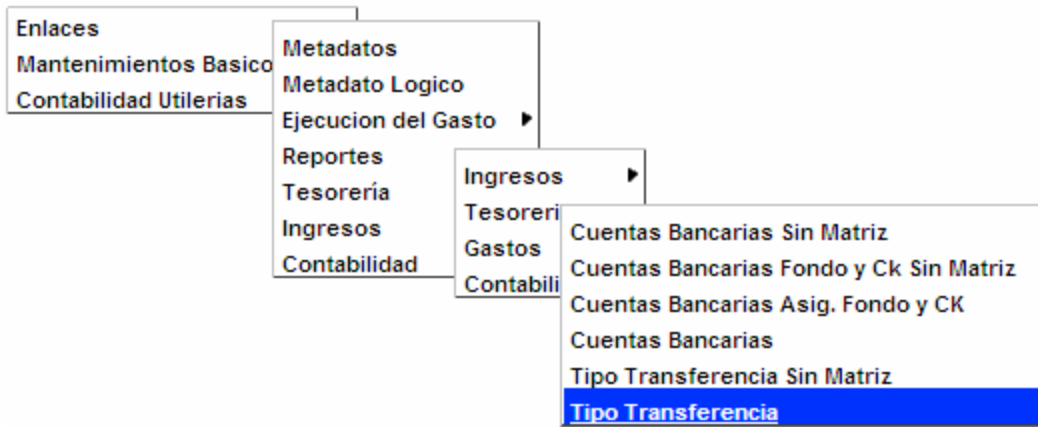 Enlaces
Mantenimientos Basico
Contabilidad Utilerias
Metadatos
Metadato Logico
Ejecucion del Gasto
Reportes
Tesorería
Ingresos
Contabilidad
Ingresos
Tesoreri
Gastos
Contabili
Cuentas Bancarias Sin Matriz
Cuentas Bancarias Fondo y Ck Sin Matriz
Cuentas Bancarias Asig. Fondo y CK
Cuentas Bancarias
Tipo Transferencia Sin Matriz
Tipo Transferencia